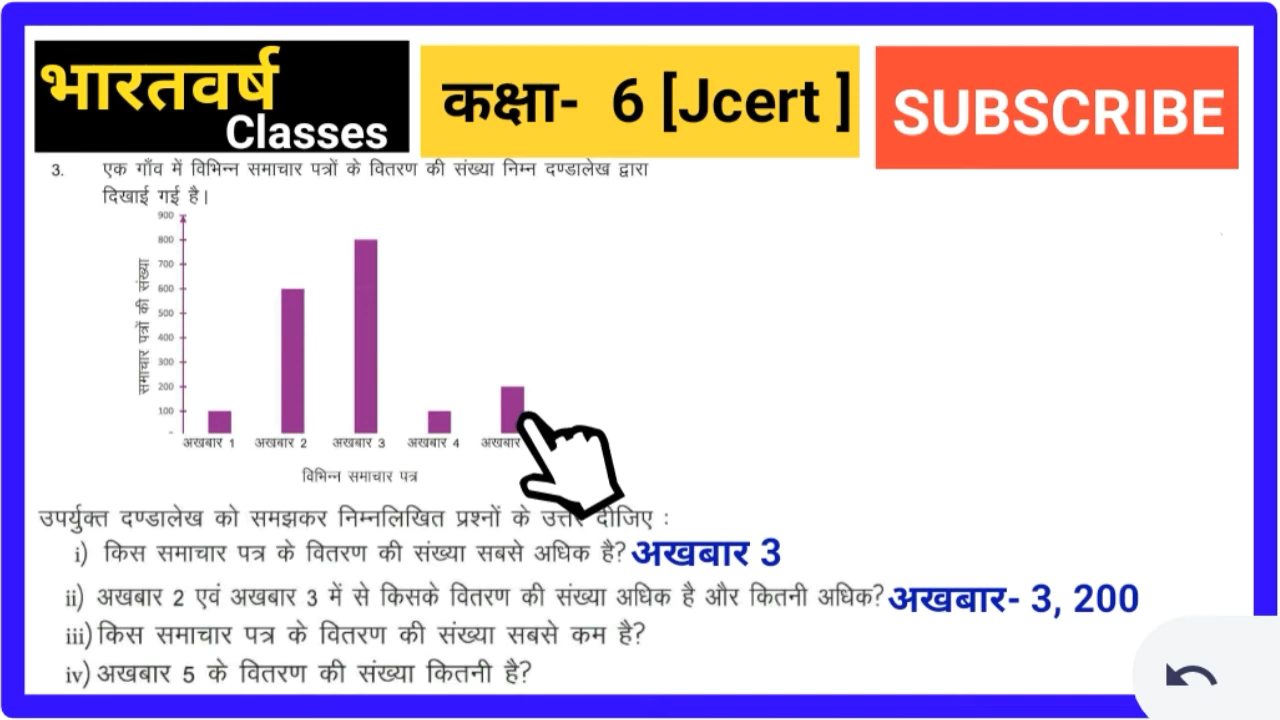 भारतवर्ष
Classes
कक्षा- 6 [Jcert ]
SUBSCRIBE
3. एक गाँव में विभिन्न समाचार पत्रों के वितरण की संख्या निम्न दण्डालेख द्वारा
दिखाई गई है।
समाचार पत्रों की संख्या
900
800
700
600
500
400
300
200
100
-
अखबार 1 अखबार 2 अखबार 3 अखबार 4 अखबार
विभिन्न समाचार पत्र
उपर्युक्त दण्डालेख को समझकर निम्नलिखित प्रश्नों के उत्तर दीजिए :
i) किस समाचार पत्र के वितरण की संख्या सबसे अधिक है? अखबार 3
ii) अखबार 2 एवं अखबार 3 में से किसके वितरण की संख्या अधिक है और कितनी अधिक? अखबार- 3, 200
iii) किस समाचार पत्र के वितरण की संख्या सबसे कम है?
iv) अखबार 5 के वितरण की संख्या कितनी है?